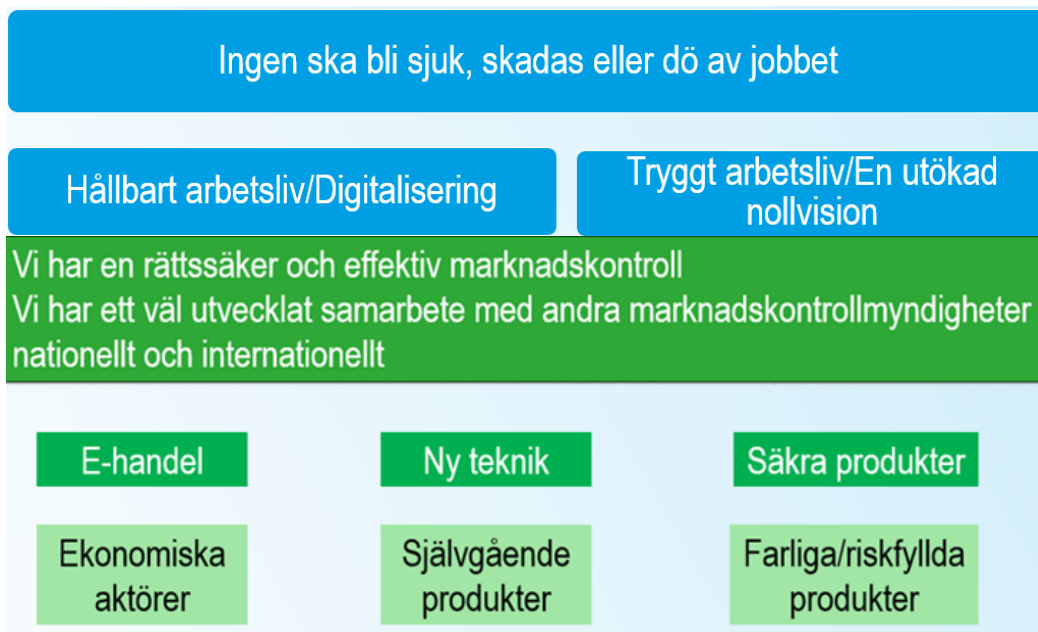 Ingen ska bli sjuk, skadas eller dö av jobbet
Hållbart arbetsliv/Digitalisering
Tryggt arbetsliv/En utökad
nollvision
Vi har en rättssäker och effektiv marknadskontroll
Vi har ett väl utvecklat samarbete med andra marknadskontrollmyndigheter
nationellt och internationellt
E-handel
Ny teknik
Säkra produkter
Ekonomiska
aktörer
Självgående
produkter
Farliga/riskfyllda
produkter